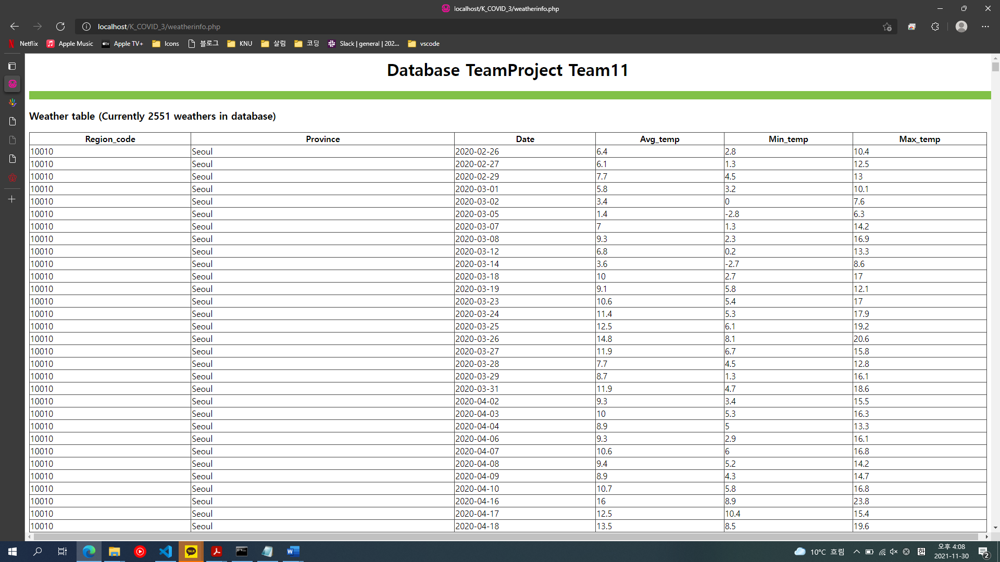 localhost/K_COVID_3/weatherinfo.php
localhost/K_COVID_3/weatherinfo.php
Netflix Apple Music Apple TV+ Icons 블로그 KNU 살림 코딩 Slack | general | 202... vscode
Database TeamProject Team11
Weather table (Currently 2551 weathers in database)
Region_code Province Date Avg_temp Min_temp Max_temp
10010 Seoul 2020-02-26 6.4 2.8 10.4
10010 Seoul 2020-02-27 6.1 1.3 12.5
10010 Seoul 2020-02-29 7.7 4.5 13
10010 Seoul 2020-03-01 5.8 3.2 10.1
10010 Seoul 2020-03-02 3.4 0 7.6
10010 Seoul 2020-03-05 1.4 -2.8 6.3
10010 Seoul 2020-03-07 7 1.3 14.2
10010 Seoul 2020-03-08 9.3 2.3 16.9
10010 Seoul 2020-03-12 6.8 0.2 13.3
10010 Seoul 2020-03-14 3.6 -2.7 8.6
10010 Seoul 2020-03-18 10 2.7 17
10010 Seoul 2020-03-19 9.1 5.8 12.1
10010 Seoul 2020-03-23 10.6 5.4 17
10010 Seoul 2020-03-24 11.4 5.3 17.9
10010 Seoul 2020-03-25 12.5 6.1 19.2
10010 Seoul 2020-03-26 14.8 8.1 20.6
10010 Seoul 2020-03-27 11.9 6.7 15.8
10010 Seoul 2020-03-28 7.7 4.5 12.8
10010 Seoul 2020-03-29 8.7 1.3 16.1
10010 Seoul 2020-03-31 11.9 4.7 18.6
10010 Seoul 2020-04-02 9.3 3.4 15.5
10010 Seoul 2020-04-03 10 5.3 16.3
10010 Seoul 2020-04-04 8.9 5 13.3
10010 Seoul 2020-04-06 9.3 2.9 16.1
10010 Seoul 2020-04-07 10.6 6 16.8
10010 Seoul 2020-04-08 9.4 5.2 14.2
10010 Seoul 2020-04-09 8.9 4.3 14.7
10010 Seoul 2020-04-10 10.7 5.8 16.8
10010 Seoul 2020-04-16 16 8.9 23.8
10010 Seoul 2020-04-17 12.5 10.4 15.4
10010 Seoul 2020-04-18 13.5 8.5 19.6
TALK 10°C 흐림 한 오후 4:08
2021-11-30 2